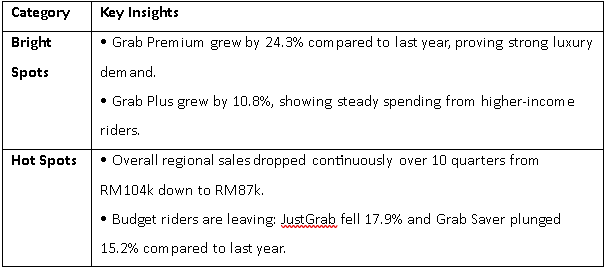 Category Key Insights
Bright • Grab Premium grew by 24.3% compared to last year, proving strong luxury
Spots demand.
• Grab Plus grew by 10.8%, showing steady spending from higher-income
riders.
Hot Spots • Overall regional sales dropped continuously over 10 quarters from
RM104k down to RM87k.
• Budget riders are leaving: JustGrab fell 17.9% and Grab Saver plunged
15.2% compared to last year.